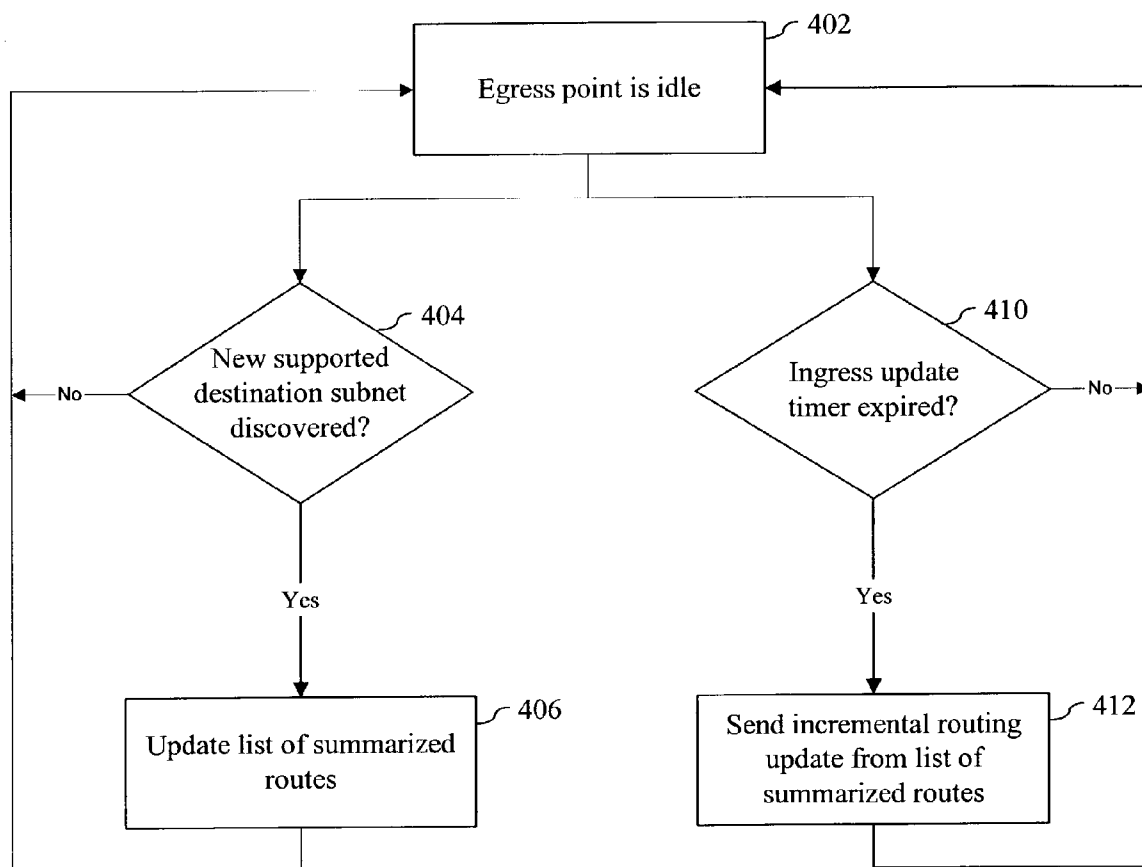 402
Egress point is idle
404
New supported
destination subnet
discovered?
410
Ingress update
timer expired?
No
No
Yes
Yes
406
Update list of summarized
routes
412
Send incremental routing
update from list of
summarized routes